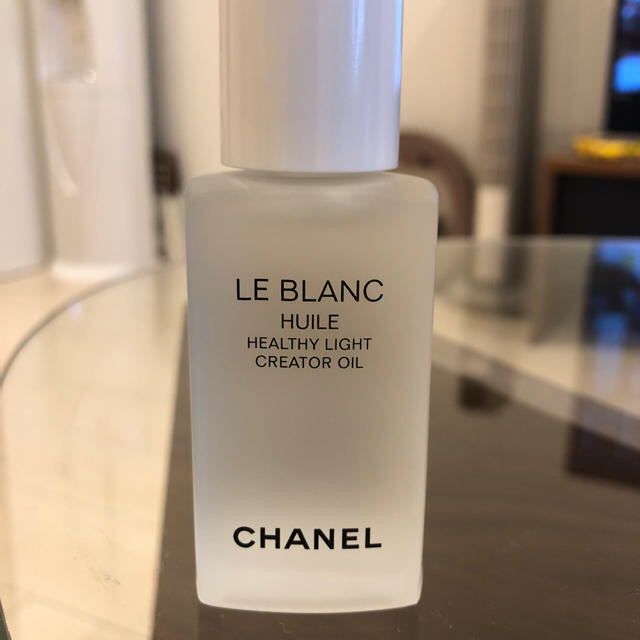 LE BLANC
HUILE
HEALTHY LIGHT
CREATOR OIL
CHANEL